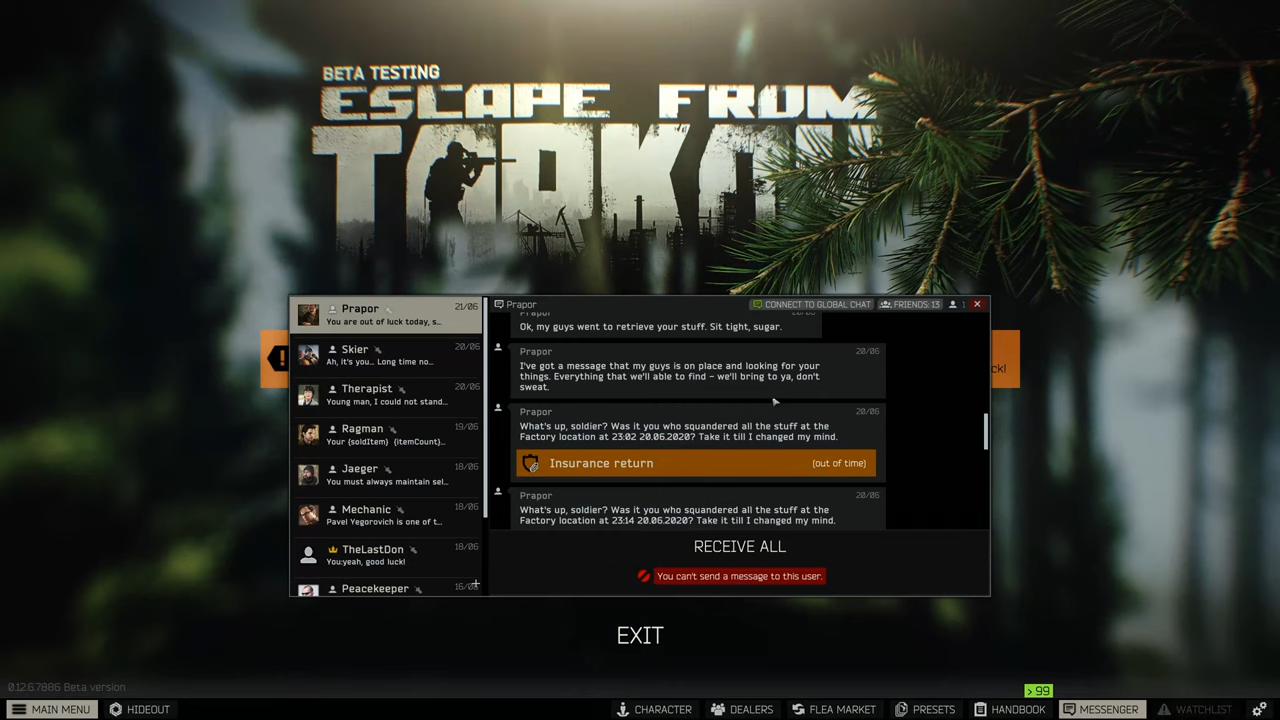 BETA TESTING
ESCAPE FROM
TARKOV
Prapor
21/06
You are out of luck today, s...
Skier
20/06
Ah, it's you... Long time no...
Therapist
20/06
Young man, I could not stand...
Ragman
19/06
Your {soldItem} {itemCount}...
Jaeger
18/06
You must always maintain sel...
Mechanic
18/06
Pavel Yegorovich is one of t...
TheLastDon
18/06
You:yeah, good luck!
Peacekeeper
Prapor
CONNECT TO GLOBAL CHAT
FRIENDS: 13
1
Prapor
20/06
Ok, my guys went to retrieve your stuff. Sit tight, sugar.
Prapor
20/06
I've got a message that my guys is on place and looking for your
things. Everything that we'll able to find – we'll bring to ya, don't
sweat.
Prapor
20/06
What's up, soldier? Was it you who squandered all the stuff at the
Factory location at 23:02 20.06.2020? Take it till I changed my mind.
Insurance return
(out of time)
Prapor
20/06
What's up, soldier? Was it you who squandered all the stuff at the
Factory location at 23:14 20.06.2020? Take it till I changed my mind.
RECEIVE ALL
You can't send a message to this user.
ck!
EXIT
0.12.6.7886 Beta version
> 99
MAIN MENU
HIDEOUT
CHARACTER
DEALERS
FLEA MARKET
PRESETS
HANDBOOK
MESSENGER
WATCHLIST